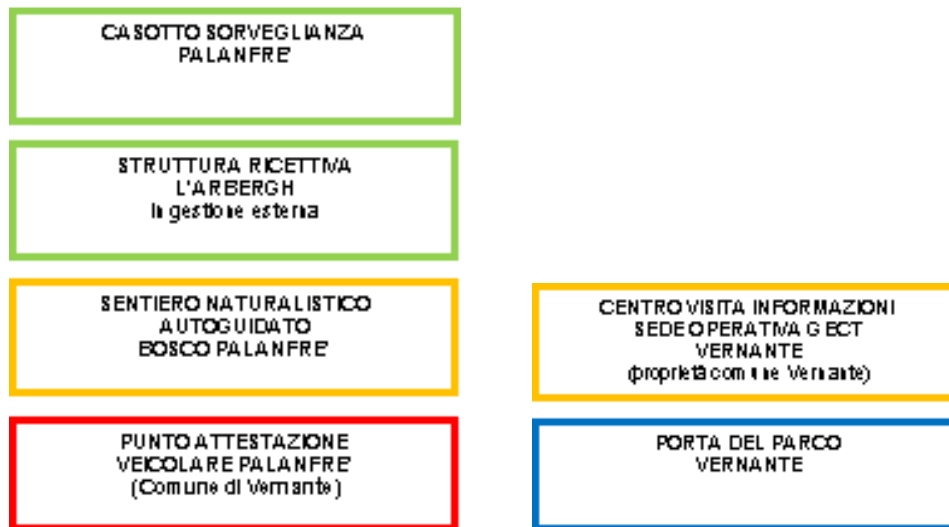 CASOTTO SORVEGLIANZA
PALANFRE'
STRUTTURA RICETTIVA
L'ARBERGH
In gestione esterna
SENTIERO NATURALISTICO
AUTOGUIDATO
BOSCO PALANFRE'
PUNTO ATTESTAZIONE
VEICOLARE PALANFRE'
(Comune di Vernante)
CENTRO VISITA INFORMAZIONI
SEDE OPERATIVA GECT
VERNANTE
(proprietà comune Vernante)
PORTA DEL PARCO
VERNANTE